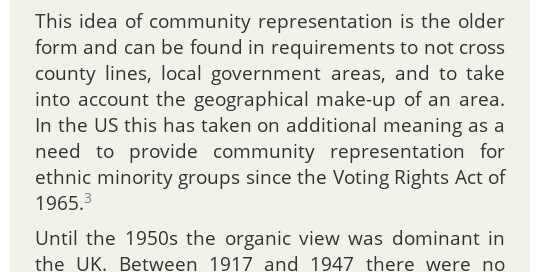 This idea of community representation is the older
form and can be found in requirements to not cross
county lines, local government areas, and to take
into account the geographical make-up of an area.
In the US this has taken on additional meaning as a
need to provide community representation for
ethnic minority groups since the Voting Rights Act of
1965.3
Until the 1950s the organic view was dominant in
the UK. Between 1917 and 1947 there were no